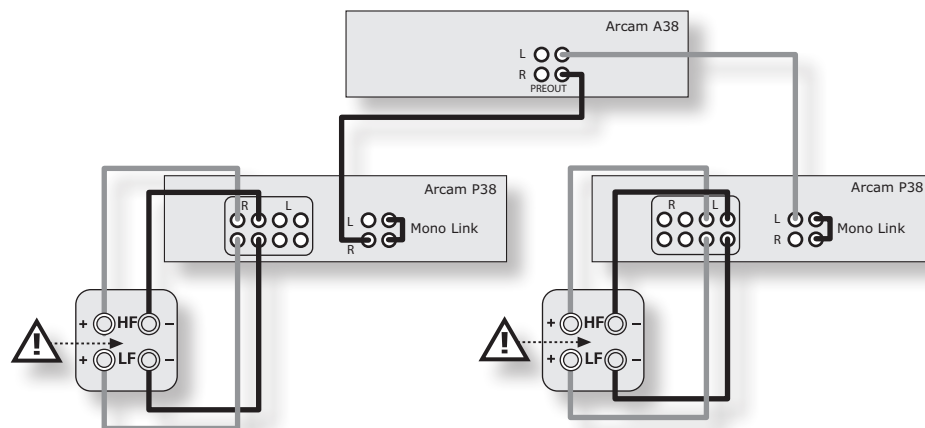 Arcam A38
L
R
PREOUT
Arcam P38
R L
L
Mono Link
R
+ HF −
+ LF −
!
Arcam P38
R L
L
Mono Link
R
+ HF −
+ LF −
!